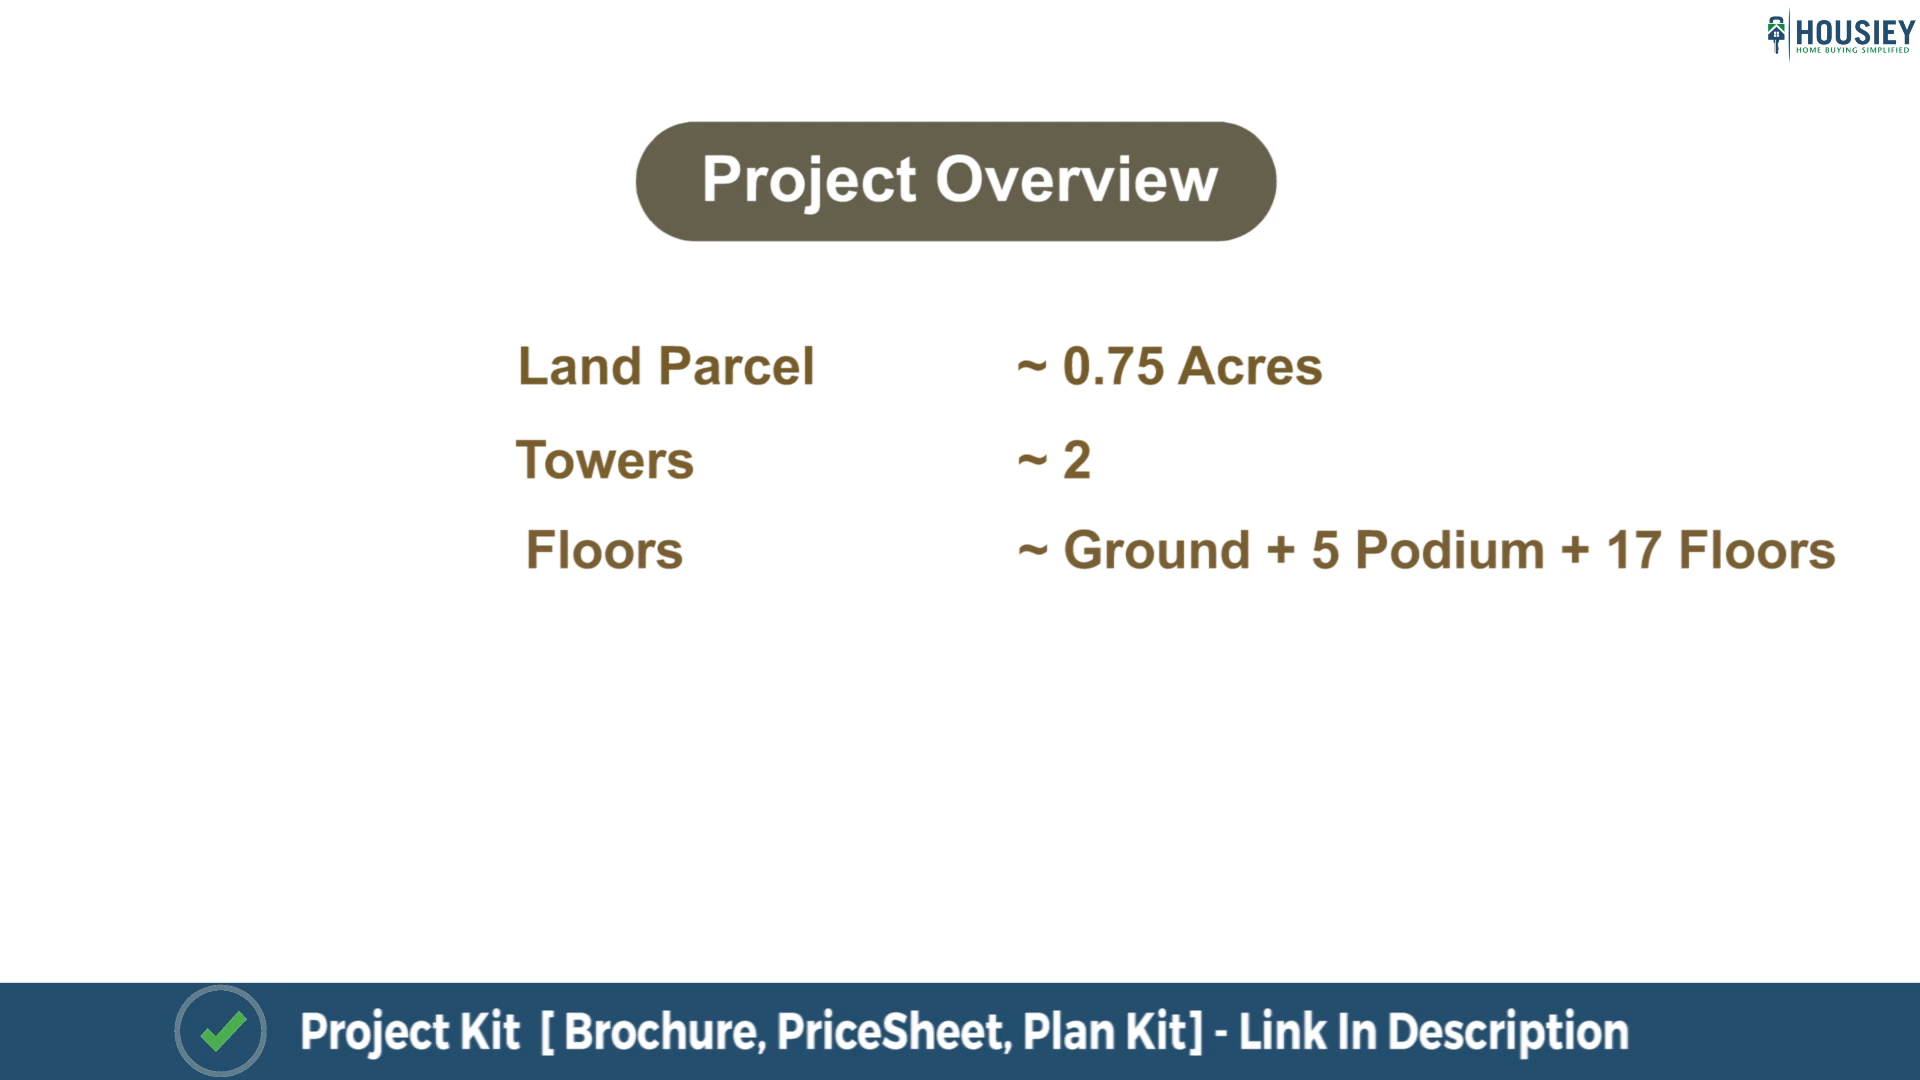 HOUSIEY
HOME BUYING SIMPLIFIED
Project Overview
Land Parcel ~ 0.75 Acres
Towers ~ 2
Floors ~ Ground + 5 Podium + 17 Floors
Project Kit [ Brochure, PriceSheet, Plan Kit] - Link In Description